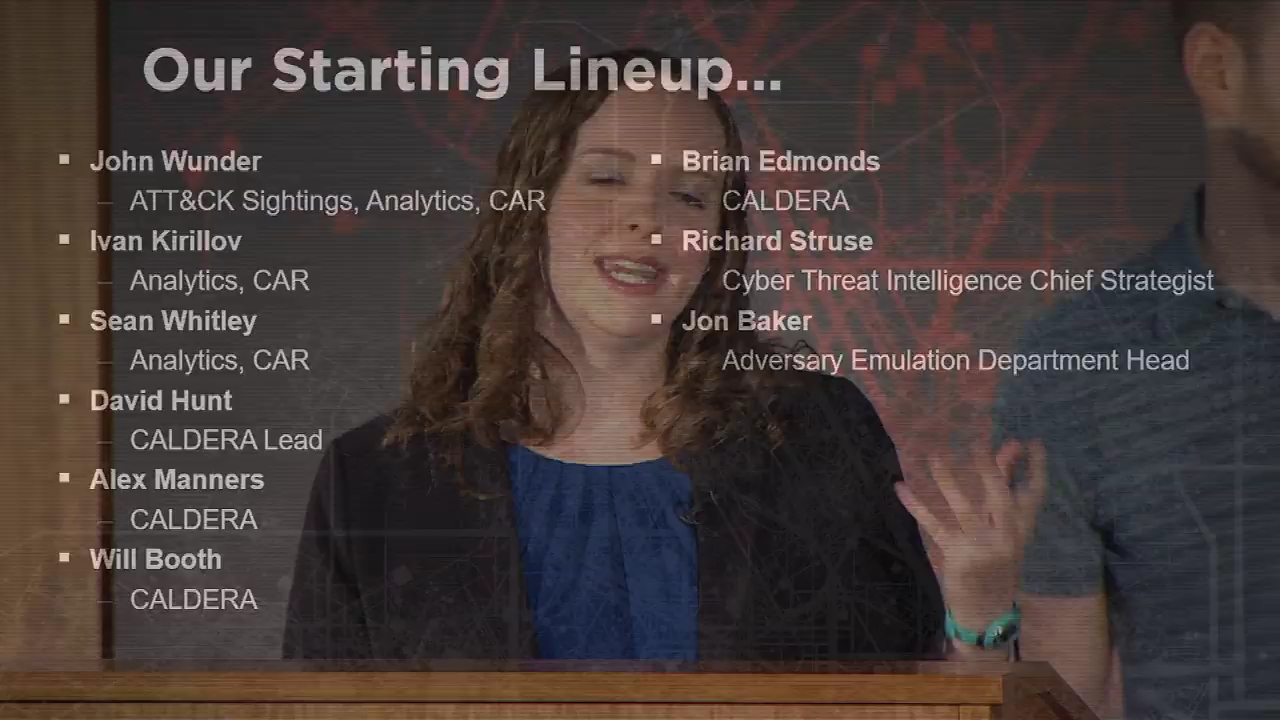 Our Starting Lineup...
▪ John Wunder
– ATT&CK Sightings, Analytics, CAR
▪ Ivan Kirillov
– Analytics, CAR
▪ Sean Whitley
– Analytics, CAR
▪ David Hunt
– CALDERA Lead
▪ Alex Manners
– CALDERA
▪ Will Booth
– CALDERA
▪ Brian Edmonds
CALDERA
▪ Richard Struse
Cyber Threat Intelligence Chief Strategist
▪ Jon Baker
Adversary Emulation Department Head